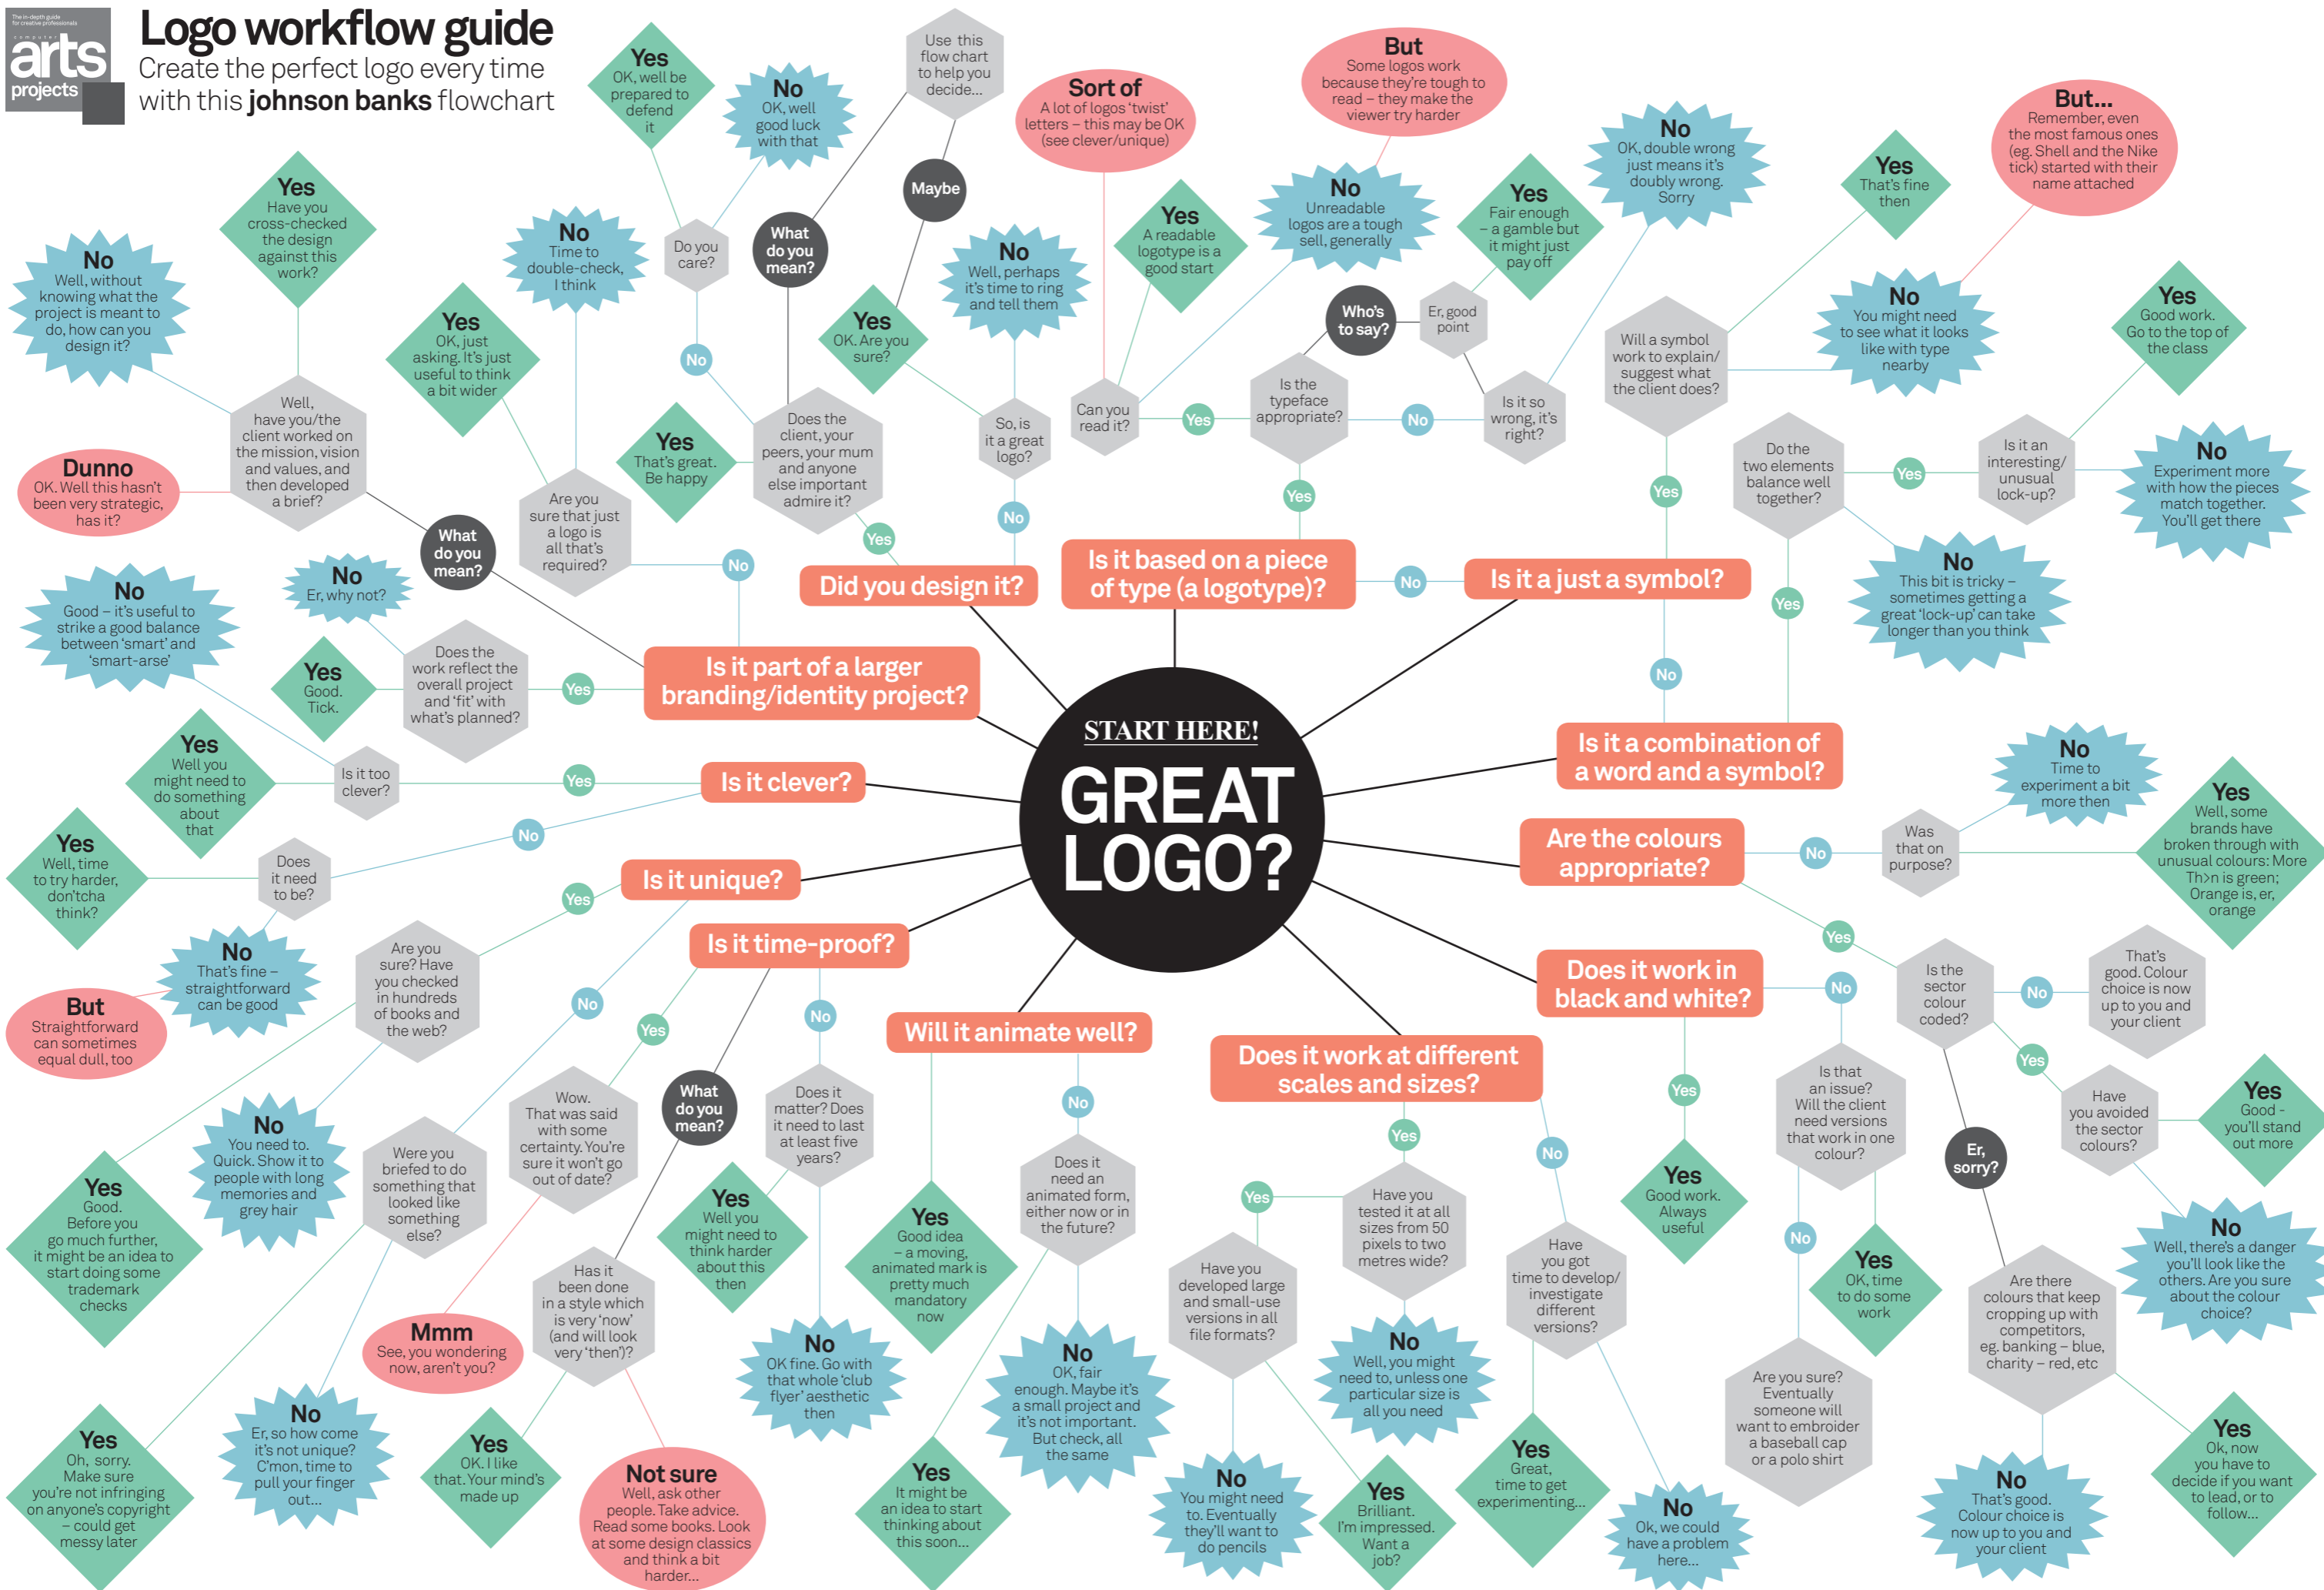 The in-depth guide
for creative professionals
computer
arts
projects
Logo workflow guide
Create the perfect logo every time
with this johnson banks flowchart
START HERE!
GREAT
LOGO?
Did you design it?
No
So, is
it a great
logo?
No
Well, perhaps
it's time to ring
and tell them
Yes
OK. Are you
sure?
Maybe
Use this
flow chart
to help you
decide...
Yes
Does the
client, your
peers, your mum
and anyone
else important
admire it?
What
do you
mean?
Yes
That's great.
Be happy
No
Do you
care?
Yes
OK, well be
prepared to
defend
it
No
OK, well
good luck
with that
Is it based on a piece
of type (a logotype)?
Yes
Is the
typeface
appropriate?
Yes
Can you
read it?
Sort of
A lot of logos ‘twist’
letters – this may be OK
(see clever/unique)
Yes
A readable
logotype is a
good start
No
Unreadable
logos are a tough
sell, generally
But
Some logos work
because they're tough to
read – they make the
viewer try harder
Who's
to say?
Er, good
point
Yes
Fair enough
– a gamble but
it might just
pay off
No
Is it so
wrong, it's
right?
No
OK, double wrong
just means it's
doubly wrong.
Sorry
No
Is it a just a symbol?
Yes
Will a symbol
work to explain/
suggest what
the client does?
Yes
That's fine
then
No
You might need
to see what it looks
like with type
nearby
But...
Remember, even
the most famous ones
(eg. Shell and the Nike
tick) started with their
name attached
No
Is it a combination of
a word and a symbol?
Yes
Do the
two elements
balance well
together?
Yes
Is it an
interesting/
unusual
lock-up?
Yes
Good work.
Go to the top of
the class
No
Experiment more
with how the pieces
match together.
You'll get there
No
This bit is tricky –
sometimes getting a
great ‘lock-up’ can take
longer than you think
Are the colours
appropriate?
No
Was
that on
purpose?
No
Time to
experiment a bit
more then
Yes
Well, some
brands have
broken through with
unusual colours: More
Th>n is green;
Orange is, er,
orange
Yes
Is the
sector
colour
coded?
No
That's
good. Colour
choice is now
up to you and
your client
Yes
Have
you avoided
the sector
colours?
Yes
Good -
you'll stand
out more
No
Well, there's a danger
you'll look like the
others. Are you sure
about the colour
choice?
Er,
sorry?
Are there
colours that keep
cropping up with
competitors,
eg. banking – blue,
charity – red, etc
No
That's good.
Colour choice is
now up to you and
your client
Yes
Ok, now
you have to
decide if you want
to lead, or to
follow...
Does it work in
black and white?
Yes
Yes
Good work.
Always
useful
No
Is that
an issue?
Will the client
need versions
that work in one
colour?
Yes
OK, time
to do some
work
No
Are you sure?
Eventually
someone will
want to embroider
a baseball cap
or a polo shirt
Does it work at different
scales and sizes?
Yes
Have you
tested it at all
sizes from 50
pixels to two
metres wide?
No
Well, you might
need to, unless one
particular size is
all you need
Yes
Have you
developed large
and small-use
versions in all
file formats?
No
You might need
to. Eventually
they'll want to
do pencils
Yes
Brilliant.
I'm impressed.
Want a
job?
No
Have
you got
time to develop/
investigate
different
versions?
Yes
Great,
time to get
experimenting...
No
Ok, we could
have a problem
here...
Will it animate well?
Yes
Good idea
– a moving,
animated mark is
pretty much
mandatory
now
No
Does it
need an
animated form,
either now or in
the future?
No
OK, fair
enough. Maybe it's
a small project and
it's not important.
But check, all
the same
Yes
It might be
an idea to start
thinking about
this soon...
Is it time-proof?
Yes
Wow.
That was said
with some
certainty. You're
sure it won't go
out of date?
Mmm
See, you wondering
now, aren't you?
What
do you
mean?
Has it
been done
in a style which
is very ‘now’
(and will look
very ‘then’)?
Yes
OK. I like
that. Your mind's
made up
Not sure
Well, ask other
people. Take advice.
Read some books. Look
at some design classics
and think a bit
harder...
No
Does it
matter? Does
it need to last
at least five
years?
Yes
Well you
might need to
think harder
about this
then
No
OK fine. Go with
that whole ‘club
flyer’ aesthetic
then
Is it unique?
Yes
Are you
sure? Have
you checked
in hundreds
of books and
the web?
Yes
Good.
Before you
go much further,
it might be an idea to
start doing some
trademark
checks
No
You need to.
Quick. Show it to
people with long
memories and
grey hair
No
Were you
briefed to do
something that
looked like
something
else?
Yes
Oh, sorry.
Make sure
you're not infringing
on anyone's copyright
– could get
messy later
No
Er, so how come
it's not unique?
C'mon, time to
pull your finger
out...
Is it clever?
Yes
Is it too
clever?
No
Good – it's useful to
strike a good balance
between ‘smart’ and
‘smart-arse’
Yes
Well you
might need to
do something
about
that
No
Does
it need
to be?
Yes
Well, time
to try harder,
don'tcha
think?
No
That's fine –
straightforward
can be good
But
Straightforward
can sometimes
equal dull, too
Is it part of a larger
branding/identity project?
Yes
Does the
work reflect the
overall project
and ‘fit’ with
what's planned?
No
Er, why not?
Yes
Good.
Tick.
What
do you
mean?
Well,
have you/the
client worked on
the mission, vision
and values, and
then developed
a brief?
Yes
Have you
cross-checked
the design
against this
work?
No
Well, without
knowing what the
project is meant to
do, how can you
design it?
Dunno
OK. Well this hasn't
been very strategic,
has it?
No
Are you
sure that just
a logo is
all that's
required?
Yes
OK, just
asking. It's just
useful to think
a bit wider
No
Time to
double-check,
I think